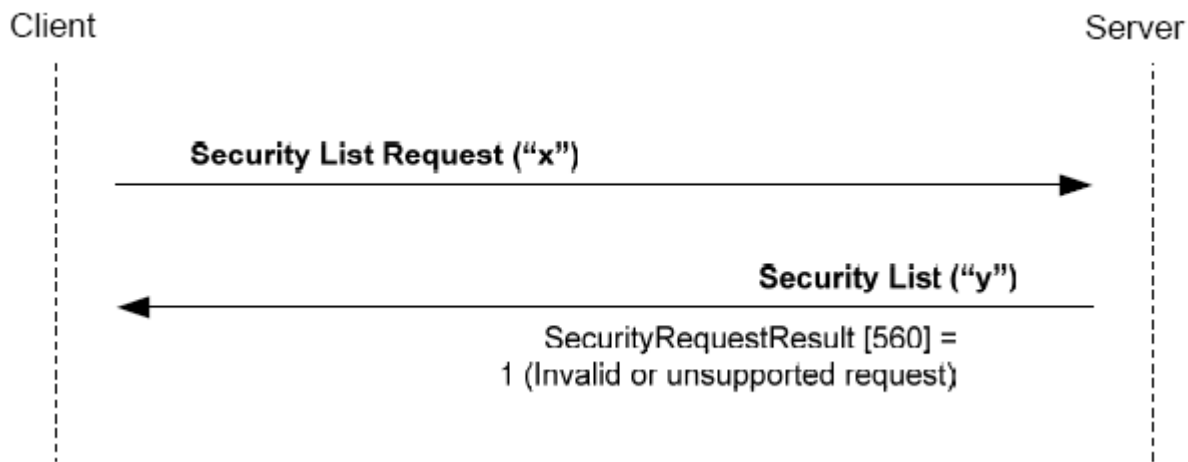 Client
Server
Security List Request (“x”)
Security List (“y”)
SecurityRequestResult [560] =
1 (Invalid or unsupported request)